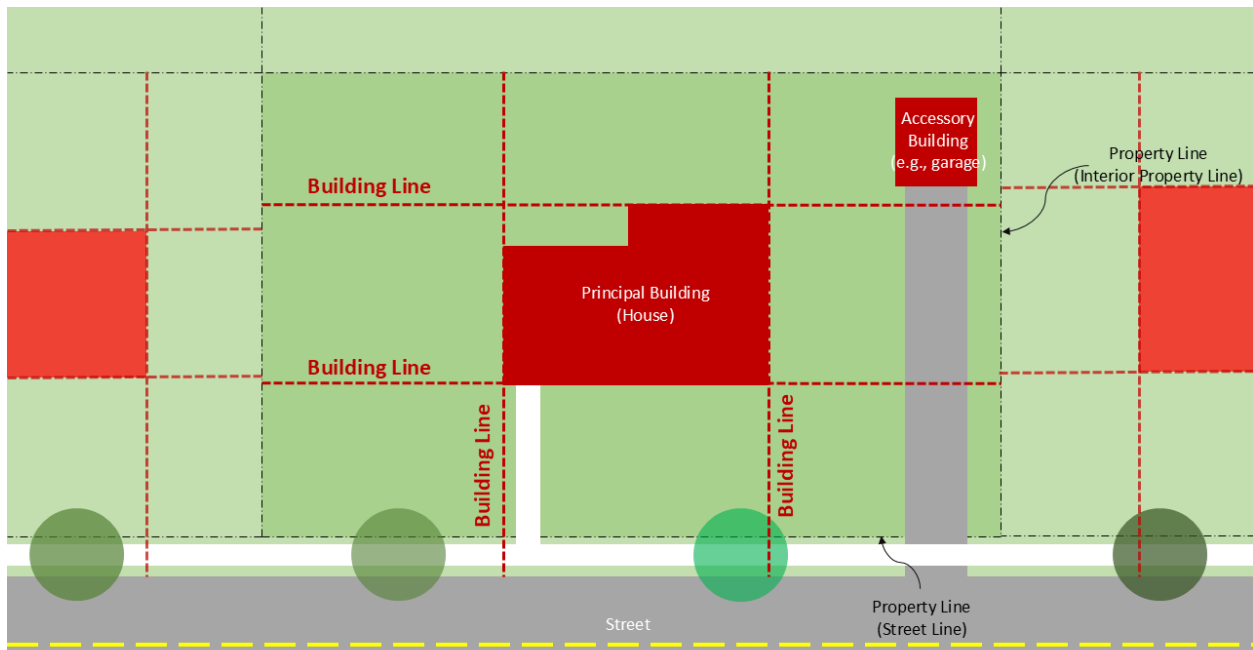 Accessory
Building
(e.g., garage)
Property Line
(Interior Property Line)
Building Line
Principal Building
(House)
Building Line
Building Line
Building Line
Property Line
(Street Line)
Street